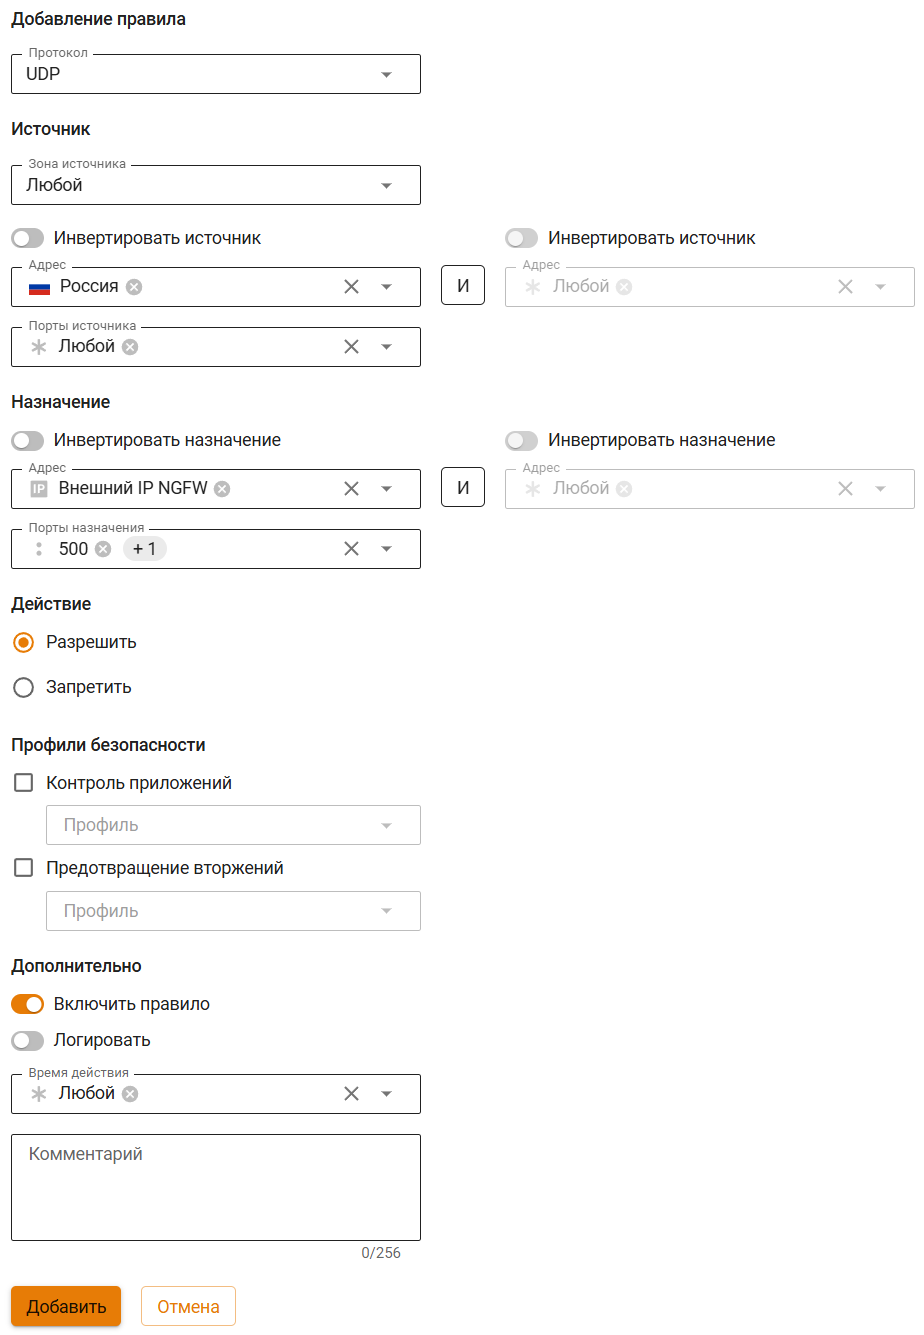 Добавление правила
Протокол
UDP
Источник
Зона источника
Любой
Инвертировать источник
Инвертировать источник
Адрес
Россия
И
Адрес
Любой
Порты источника
Любой
Назначение
Инвертировать назначение
Инвертировать назначение
Адрес
IP Внешний IP NGFW
И
Адрес
Любой
Порты назначения
500 + 1
Действие
Разрешить
Запретить
Профили безопасности
Контроль приложений
Профиль
Предотвращение вторжений
Профиль
Дополнительно
Включить правило
Логировать
Время действия
Любой
Комментарий
0/256
Добавить Отмена